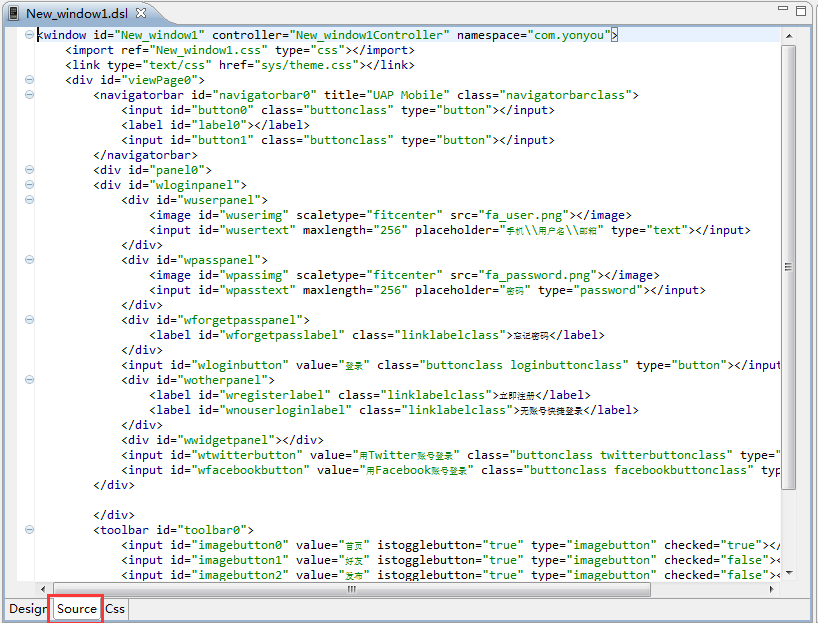 New_window1.dsl
<window id="New_window1" controller="New_window1Controller" namespace="com.yonyou">
<import ref="New_window1.css" type="css"></import>
<link type="text/css" href="sys/theme.css"></link>
<div id="viewPage0">
<navigatorbar id="navigatorbar0" title="UAP Mobile" class="navigatorbarclass">
<input id="button0" class="buttonclass" type="button"></input>
<label id="label0"></label>
<input id="button1" class="buttonclass" type="button"></input>
</navigatorbar>
<div id="panel0">
<div id="wloginpanel">
<div id="wuserpanel">
<image id="wuserimg" scaletype="fitcenter" src="fa_user.png"></image>
<input id="wusertext" maxlength="256" placeholder="手机\\用户名\\邮箱" type="text"></input>
</div>
<div id="wpasspanel">
<image id="wpassimg" scaletype="fitcenter" src="fa_password.png"></image>
<input id="wpasstext" maxlength="256" placeholder="密码" type="password"></input>
</div>
<div id="wforgetpasspanel">
<label id="wforgetpasslabel" class="linklabelclass">忘记密码</label>
</div>
<input id="wloginbutton" value="登录" class="buttonclass loginbuttonclass" type="button"></input
<div id="wotherpanel">
<label id="wregisterlabel" class="linklabelclass">立即注册</label>
<label id="wnouserloginlabel" class="linklabelclass">无账号快捷登录</label>
</div>
<div id="wwidgetpanel"></div>
<input id="wtwitterbutton" value="用Twitter账号登录" class="buttonclass twitterbuttonclass" type="
<input id="wfacebookbutton" value="用Facebook账号登录" class="buttonclass facebookbuttonclass" typ
</div>
</div>
<toolbar id="toolbar0">
<input id="imagebutton0" value="首页" istogglebutton="true" type="imagebutton" checked="true"></
<input id="imagebutton1" value="好友" istogglebutton="true" type="imagebutton" checked="false"><
<input id="imagebutton2" value="发布" istogglebutton="true" type="imagebutton" checked="false"><
Design Source Css